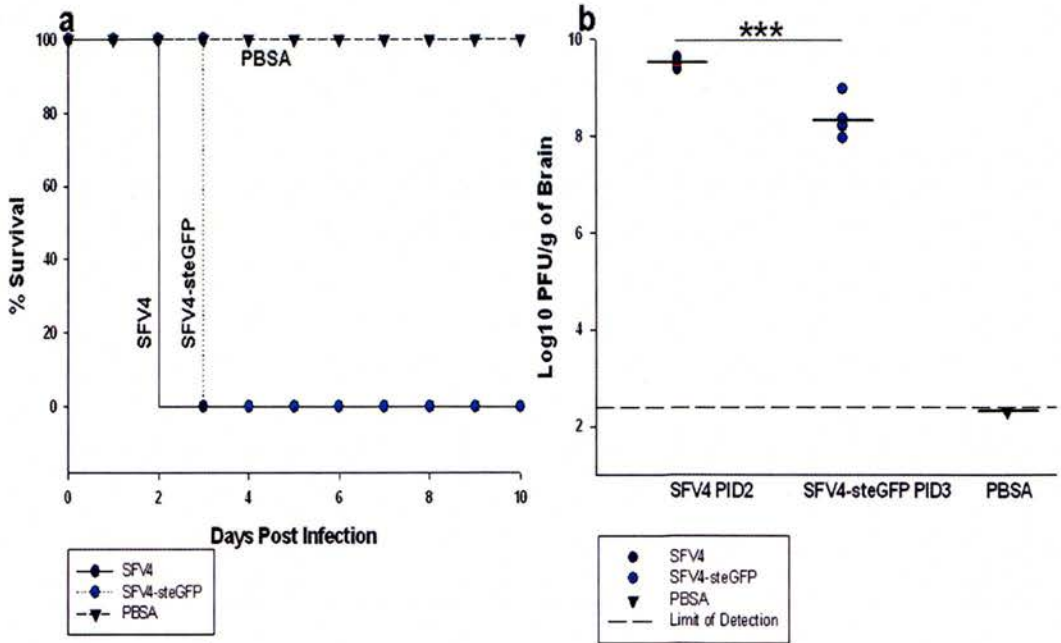 a
100
80
60
40
20
0
% Survival
PBSA
SFV4
SFV4-steGFP
0 2 4 6 8 10
Days Post Infection
SFV4
SFV4-steGFP
PBSA
b
10
8
6
4
2
Log10 PFU/g of Brain
***
SFV4 PID2 SFV4-steGFP PID3 PBSA
SFV4
SFV4-steGFP
PBSA
Limit of Detection